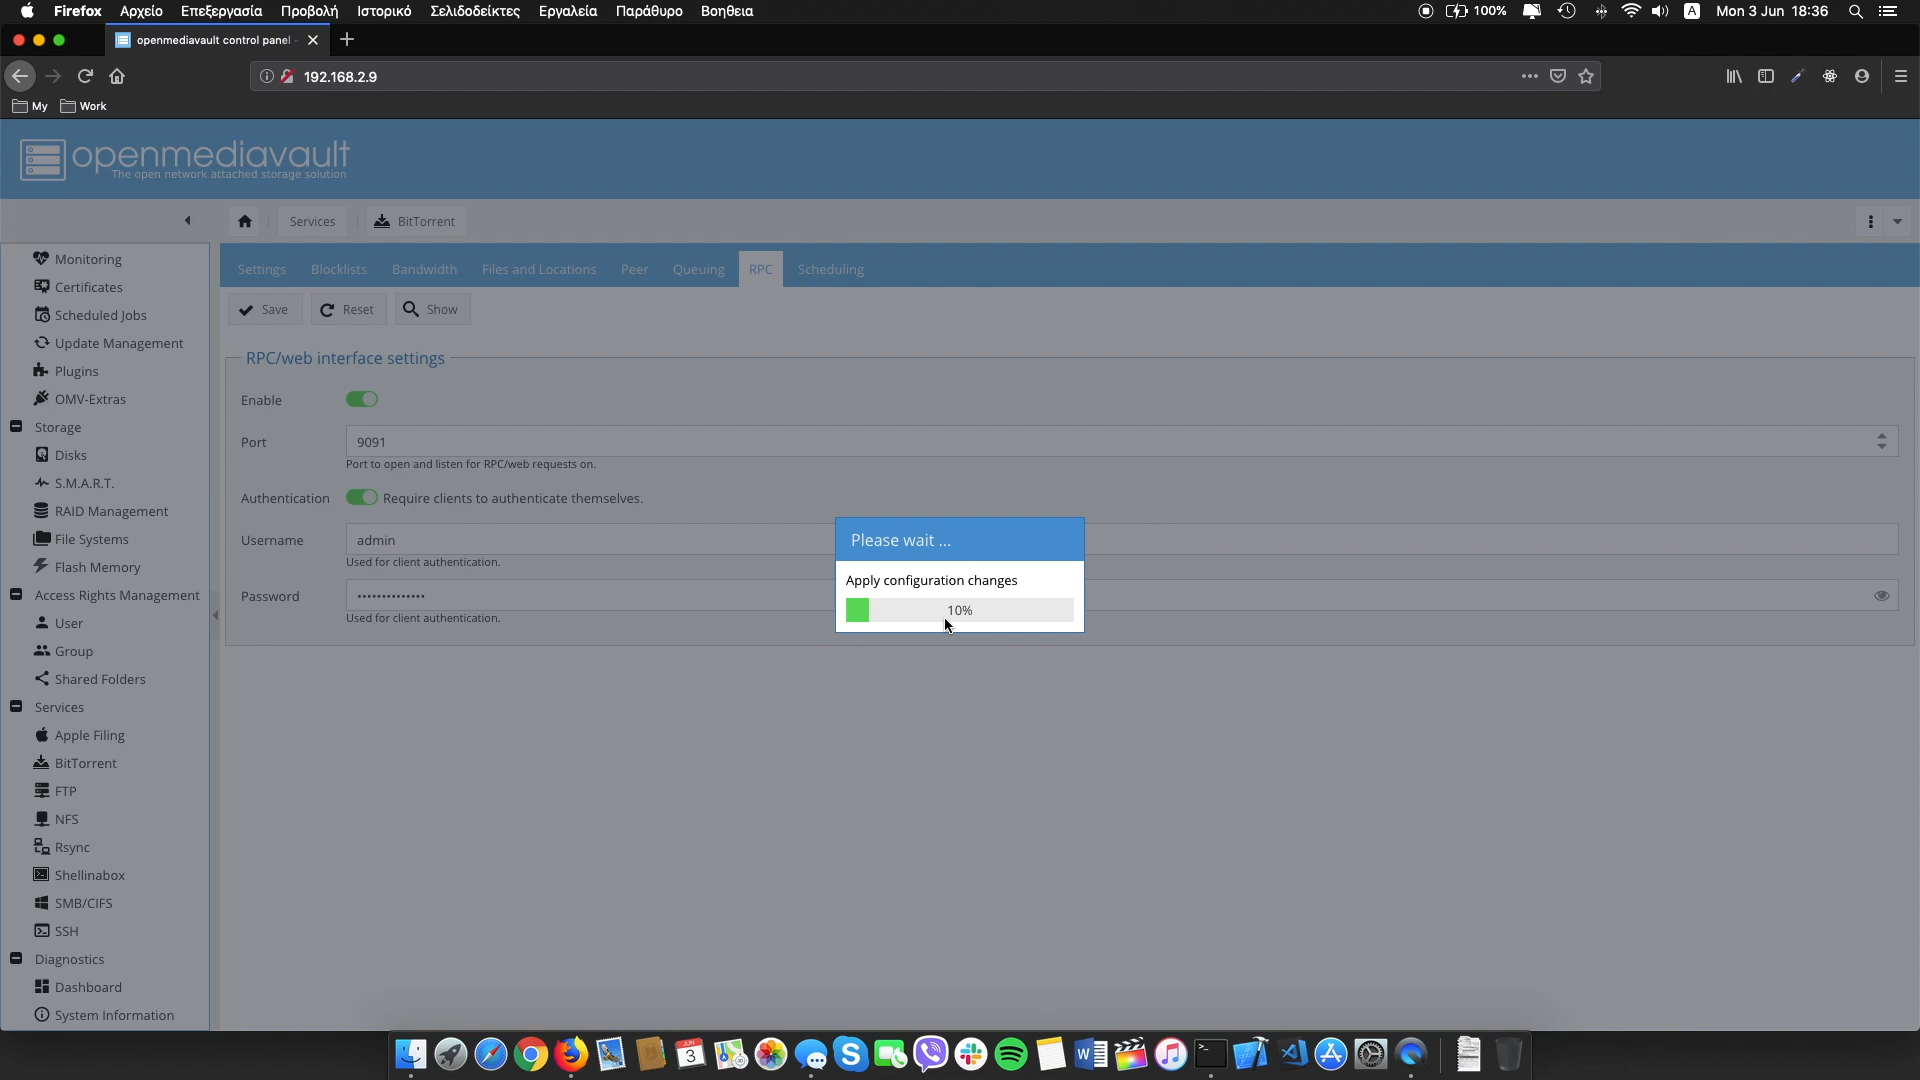 Firefox Αρχείο Επεξεργασία Προβολή Ιστορικό Σελιδοδείκτες Εργαλεία Παράθυρο Βοηθεια 100% A Mon 3 Jun 18:36
openmediavault control panel -
192.168.2.9
My Work
openmediavault
The open network attached storage solution
Services BitTorrent
Monitoring
Certificates
Scheduled Jobs
Update Management
Plugins
OMV-Extras
Storage
Disks
S.M.A.R.T.
RAID Management
File Systems
Flash Memory
Access Rights Management
User
Group
Shared Folders
Services
Apple Filing
BitTorrent
FTP
NFS
Rsync
Shellinabox
SMB/CIFS
SSH
Diagnostics
Dashboard
System Information
Settings Blocklists Bandwidth Files and Locations Peer Queuing RPC Scheduling
Save Reset Show
RPC/web interface settings
Enable
Port 9091
Port to open and listen for RPC/web requests on.
Authentication Require clients to authenticate themselves.
Username admin
Used for client authentication.
Password ••••••••••••••
Used for client authentication.
Please wait ...
Apply configuration changes
10%
JUN
3